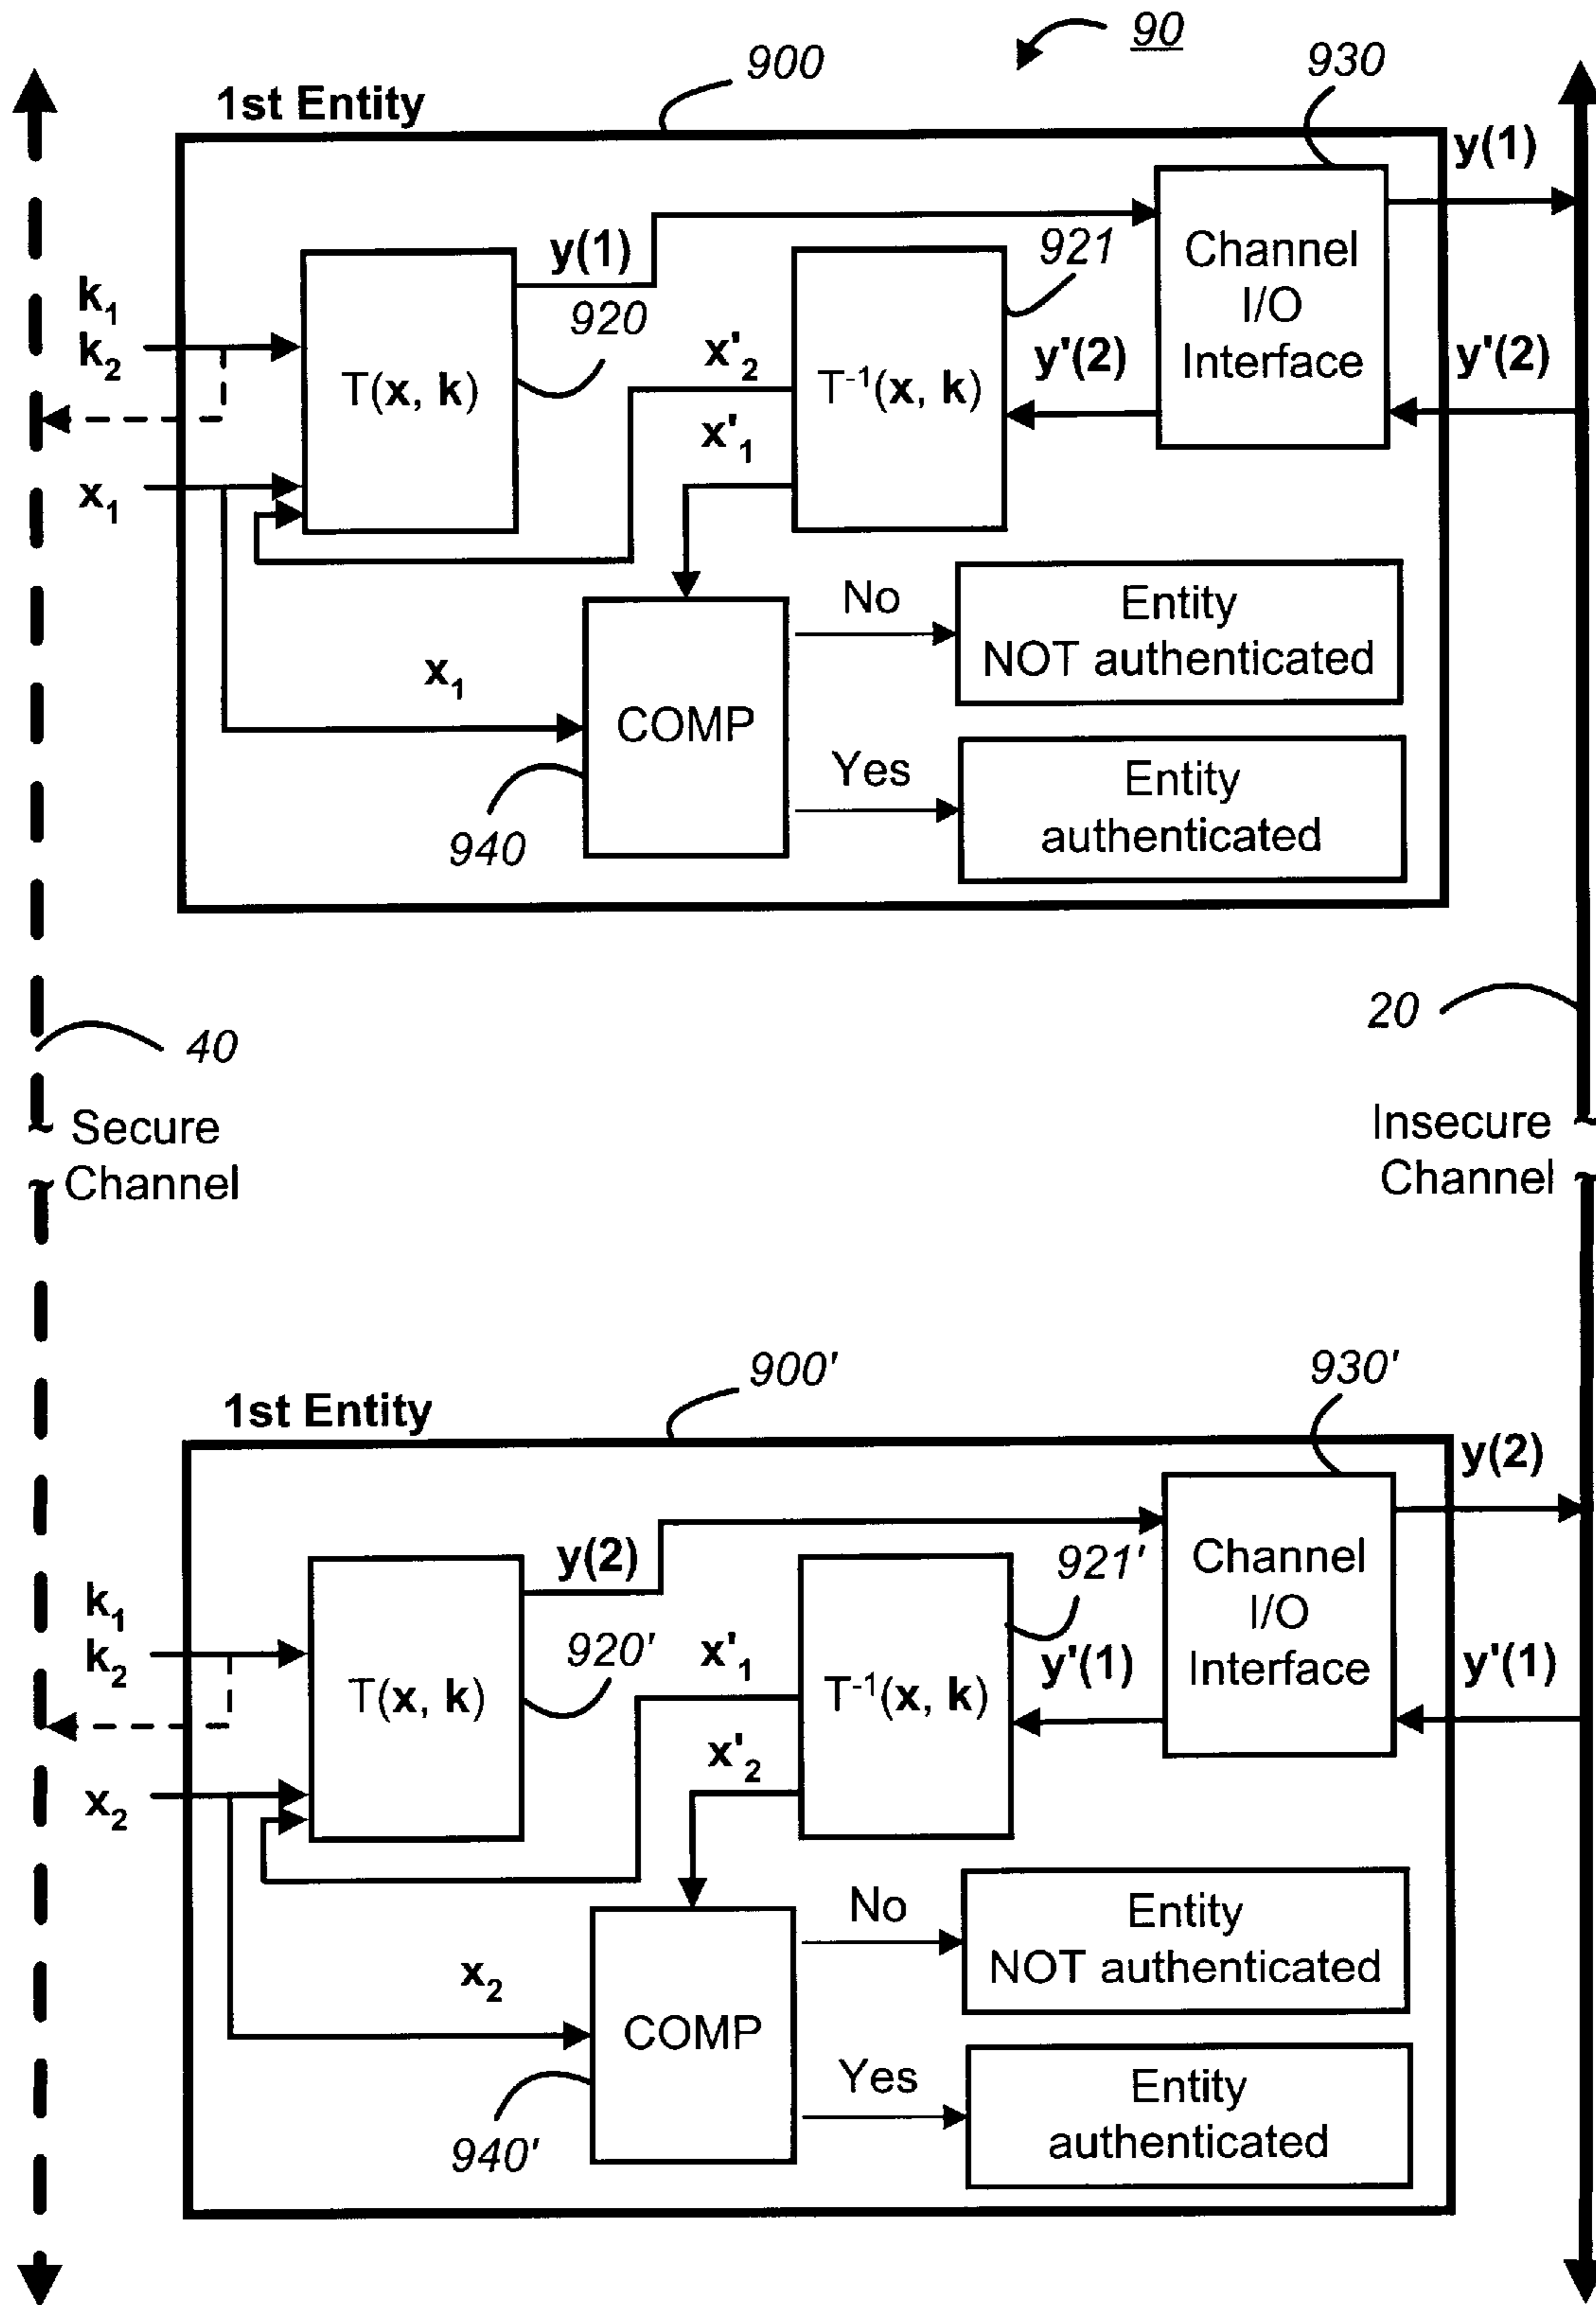 90
900
930
1st Entity
y(1)
y(1)
921
Channel
I/O
Interface
k₁
k₂
920
x'₂
y'(2)
y'(2)
T(x, k)
T⁻¹(x, k)
x'₁
x₁
No
Entity
NOT authenticated
x₁
COMP
Yes
Entity
authenticated
940
20
40
Secure
Channel
Insecure
Channel
900'
930'
1st Entity
y(2)
y(2)
921'
Channel
I/O
Interface
k₁
k₂
920'
x'₁
y'(1)
y'(1)
T(x, k)
T⁻¹(x, k)
x'₂
x₂
No
Entity
NOT authenticated
x₂
COMP
Yes
Entity
authenticated
940'